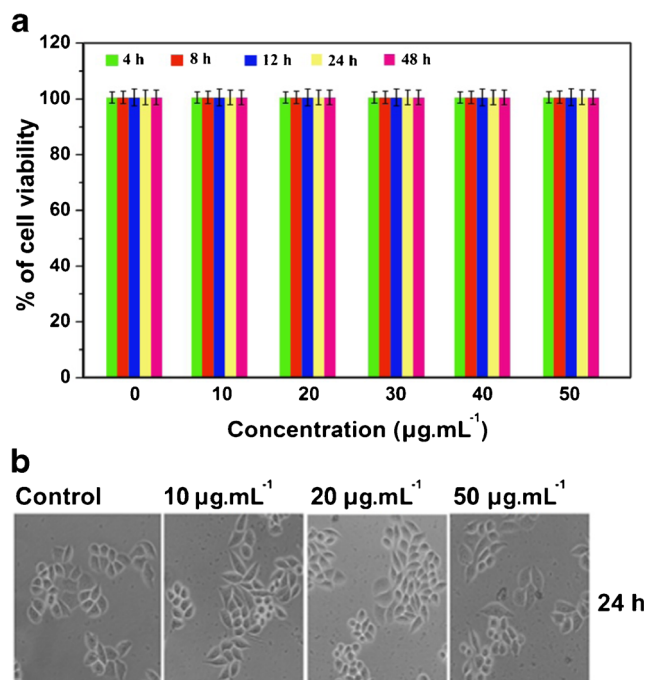 a
120
4 h 8 h 12 h 24 h 48 h
100
80
60
40
20
0
% of cell viability
0 10 20 30 40 50
Concentration (µg.mL⁻¹)
b
Control 10 µg.mL⁻¹ 20 µg.mL⁻¹ 50 µg.mL⁻¹
24 h